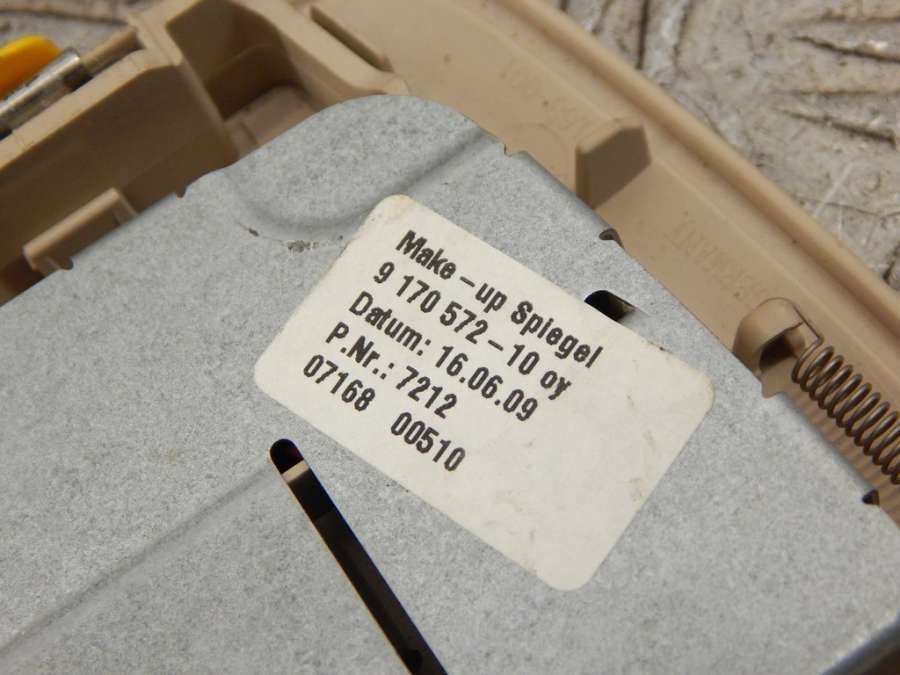 Make-up Spiegel
9 170 572-10 oy
Datum: 16.06.09
P.Nr.: 7212
07168 00510